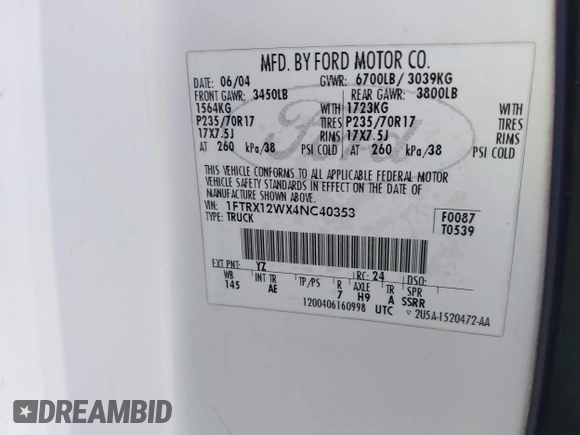 MFD. BY FORD MOTOR CO.
DATE: 06/04 GVWR: 6700LB/ 3039KG
FRONT GAWR: 3450LB REAR GAWR: 3800LB
1564KG WITH 1723KG WITH
P235/70R17 TIRES P235/70R17 TIRES
17X7.5J RIMS 17X7.5J RIMS
AT 260 kPa/38 PSI COLD AT 260 kPa/38 PSI COLD
THIS VEHICLE CONFORMS TO ALL APPLICABLE FEDERAL MOTOR
VEHICLE SAFETY STANDARDS IN EFFECT ON THE DATE OF
MANUFACTURE SHOWN ABOVE.
VIN: 1FTRX12WX4NC40353 F0087
TYPE: TRUCK T0539
EXT PNT: YZ RC: 24 DSO:
WB INT TR TP/PS R AXLE TR SPR
145 AE 7 H9 A SSRR
1200406160998 UTC 2U5A-1520472-AA
Ford
DREAMBID